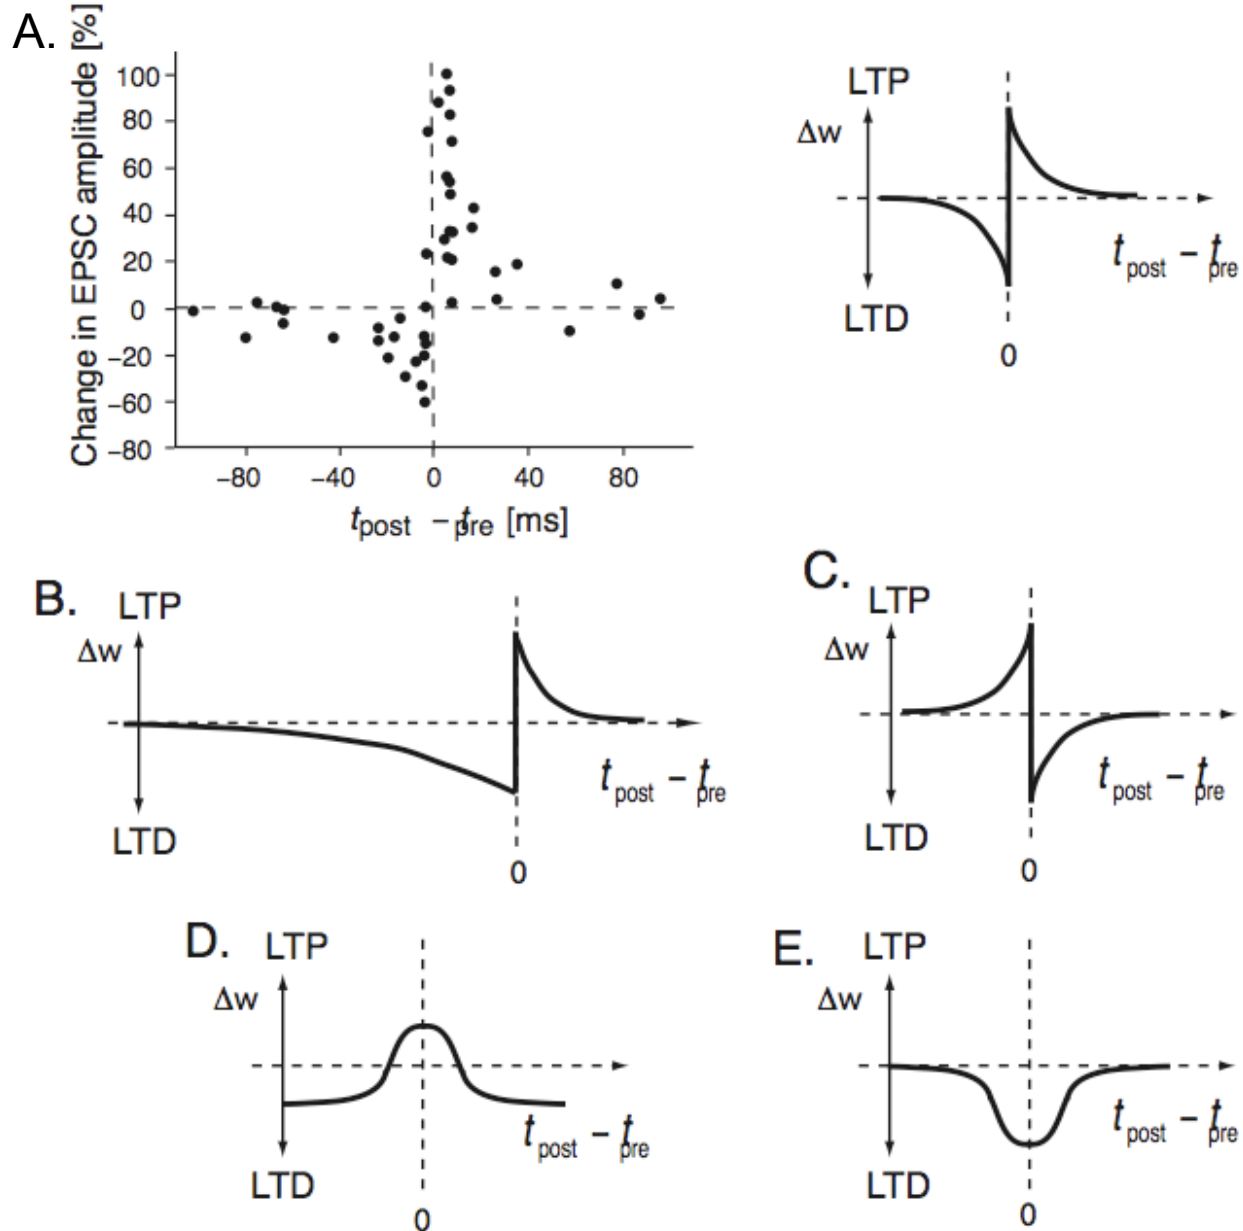 A.
Change in EPSC amplitude [%]
100
80
60
40
20
0
−20
−40
−60
−80
−80 −40 0 40 80
tpost − tpre [ms]
LTP
Δw
tpost − tpre
LTD
0
B.
LTP
Δw
tpost − tpre
LTD
0
C.
LTP
Δw
tpost − tpre
LTD
0
D.
LTP
Δw
tpost − tpre
LTD
0
E.
LTP
Δw
tpost − tpre
LTD
0